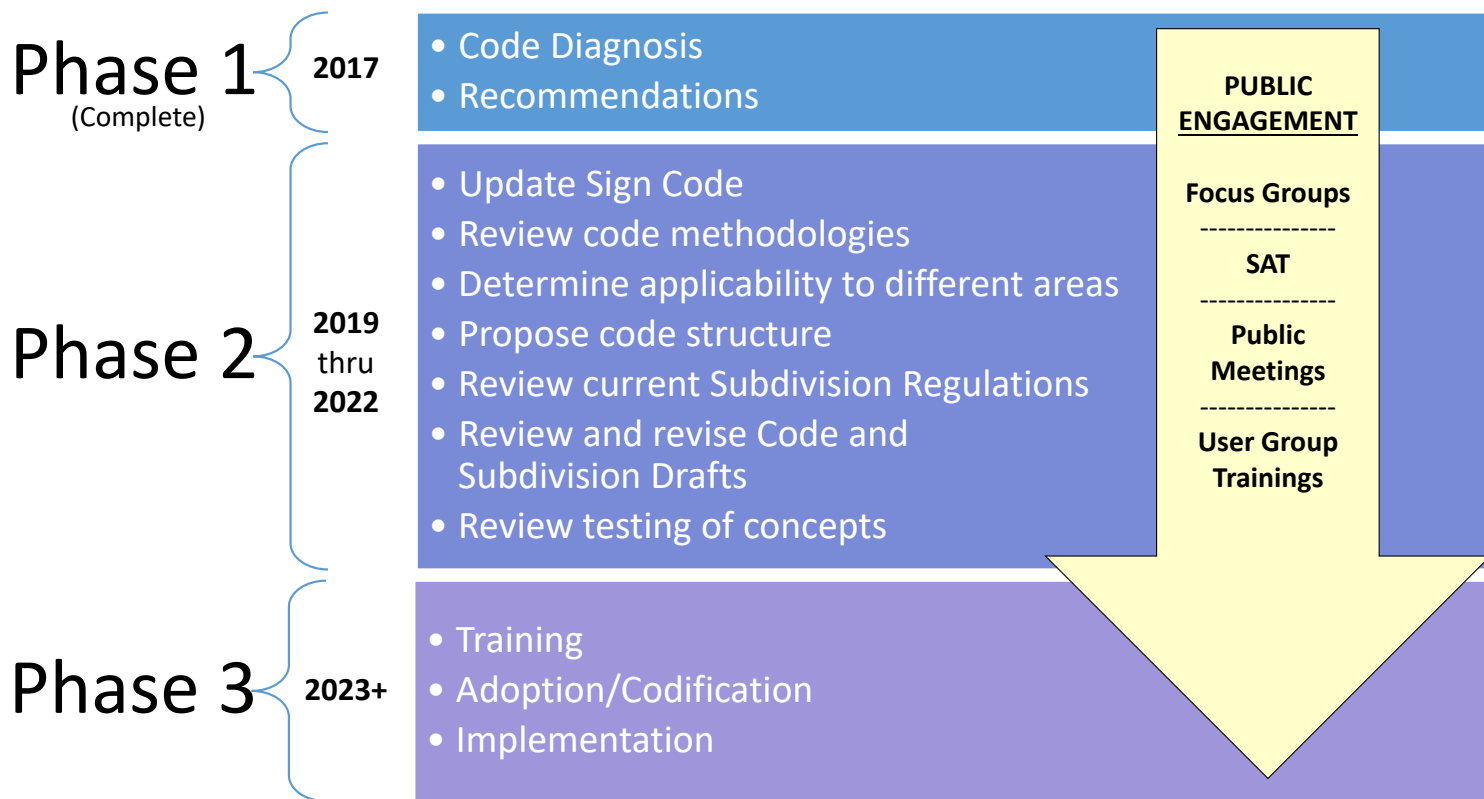 Phase 1
(Complete)
2017
• Code Diagnosis
• Recommendations
Phase 2
2019
thru
2022
• Update Sign Code
• Review code methodologies
• Determine applicability to different areas
• Propose code structure
• Review current Subdivision Regulations
• Review and revise Code and
Subdivision Drafts
• Review testing of concepts
Phase 3
2023+
• Training
• Adoption/Codification
• Implementation
PUBLIC
ENGAGEMENT
Focus Groups
---------------
SAT
---------------
Public
Meetings
---------------
User Group
Trainings